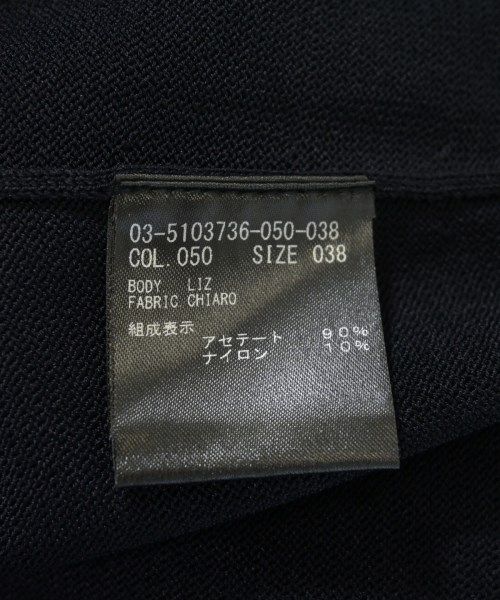 03-5103736-050-038
COL.050 SIZE 038
BODY LIZ
FABRIC CHIARO
組成表示
アセテート 90%
ナイロン 10%